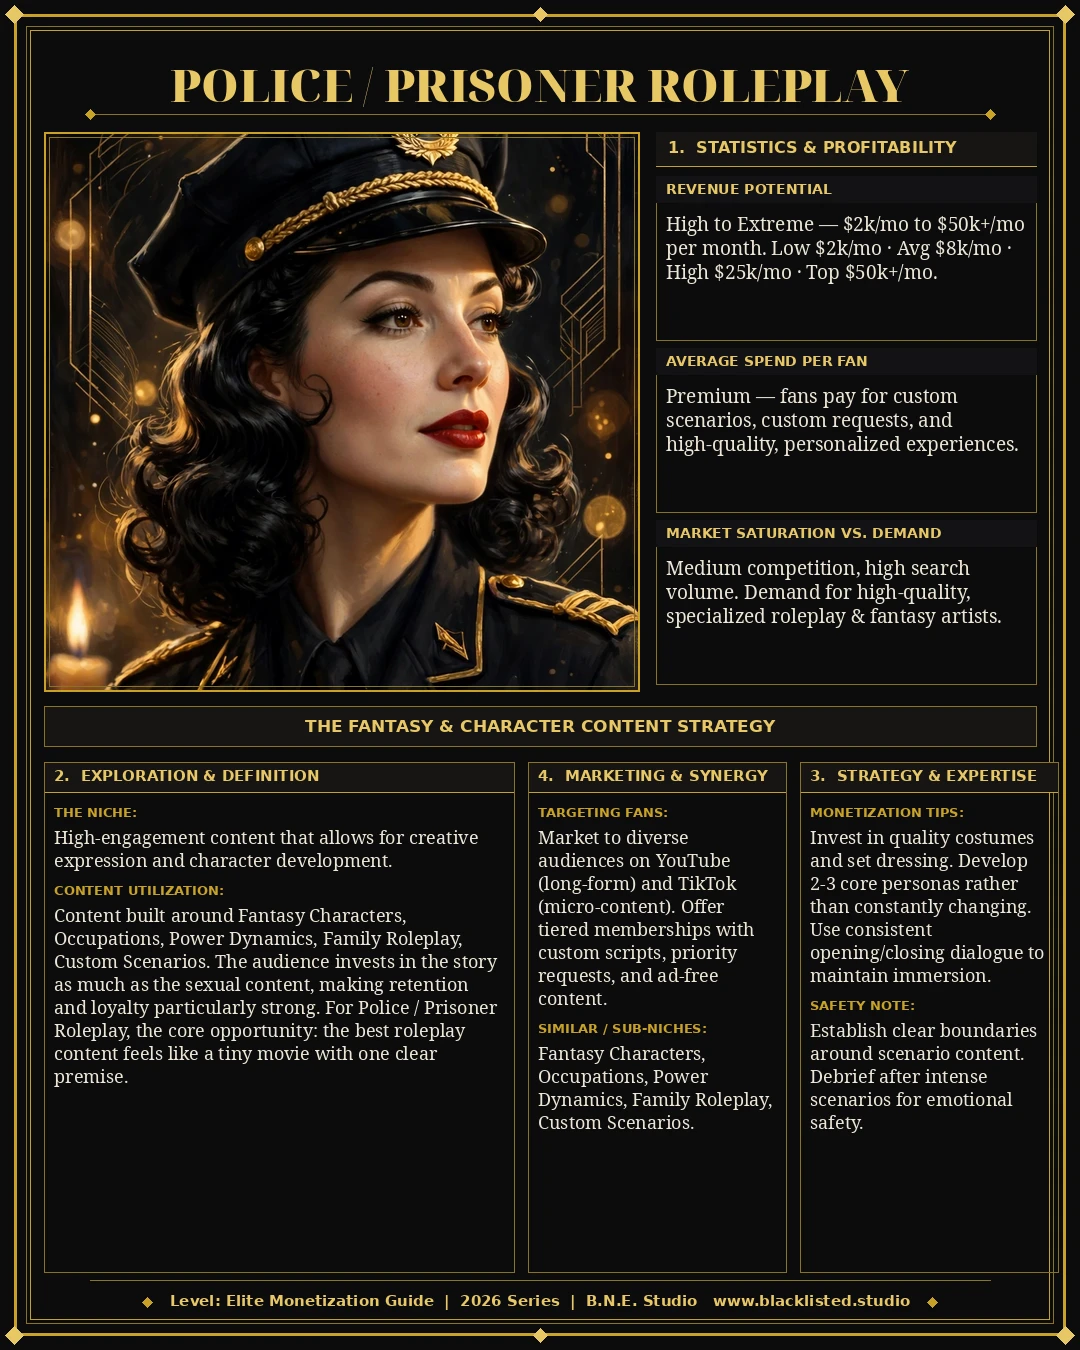 POLICE / PRISONER ROLEPLAY
1. STATISTICS & PROFITABILITY
REVENUE POTENTIAL
High to Extreme — $2k/mo to $50k+/mo
per month. Low $2k/mo · Avg $8k/mo ·
High $25k/mo · Top $50k+/mo.
AVERAGE SPEND PER FAN
Premium — fans pay for custom
scenarios, custom requests, and
high-quality, personalized experiences.
MARKET SATURATION VS. DEMAND
Medium competition, high search
volume. Demand for high-quality,
specialized roleplay & fantasy artists.
THE FANTASY & CHARACTER CONTENT STRATEGY
2. EXPLORATION & DEFINITION
THE NICHE:
High-engagement content that allows for creative
expression and character development.
CONTENT UTILIZATION:
Content built around Fantasy Characters,
Occupations, Power Dynamics, Family Roleplay,
Custom Scenarios. The audience invests in the story
as much as the sexual content, making retention
and loyalty particularly strong. For Police / Prisoner
Roleplay, the core opportunity: the best roleplay
content feels like a tiny movie with one clear
premise.
4. MARKETING & SYNERGY
TARGETING FANS:
Market to diverse
audiences on YouTube
(long-form) and TikTok
(micro-content). Offer
tiered memberships with
custom scripts, priority
requests, and ad-free
content.
SIMILAR / SUB-NICHES:
Fantasy Characters,
Occupations, Power
Dynamics, Family Roleplay,
Custom Scenarios.
3. STRATEGY & EXPERTISE
MONETIZATION TIPS:
Invest in quality costumes
and set dressing. Develop
2-3 core personas rather
than constantly changing.
Use consistent
opening/closing dialogue to
maintain immersion.
SAFETY NOTE:
Establish clear boundaries
around scenario content.
Debrief after intense
scenarios for emotional
safety.
Level: Elite Monetization Guide | 2026 Series | B.N.E. Studio www.blacklisted.studio